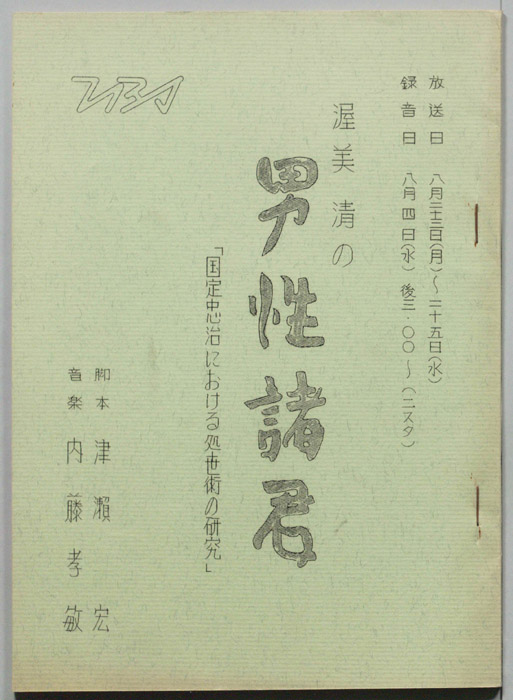 放送日 八月二十三日(月)~二十五日(水)
録音日 八月四日(水) 後三・〇〇~(二スタ)
渥美清の
男性諸君
「国定忠治における処世術の研究」
脚本 津瀬宏
音楽 内藤孝敏
TBS